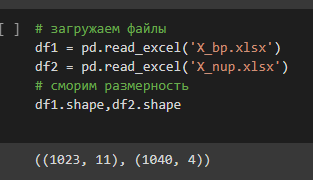 [ ] # загружаем файлы
df1 = pd.read_excel('X_bp.xlsx')
df2 = pd.read_excel('X_nup.xlsx')
# сморим размерность
df1.shape,df2.shape
((1023, 11), (1040, 4))